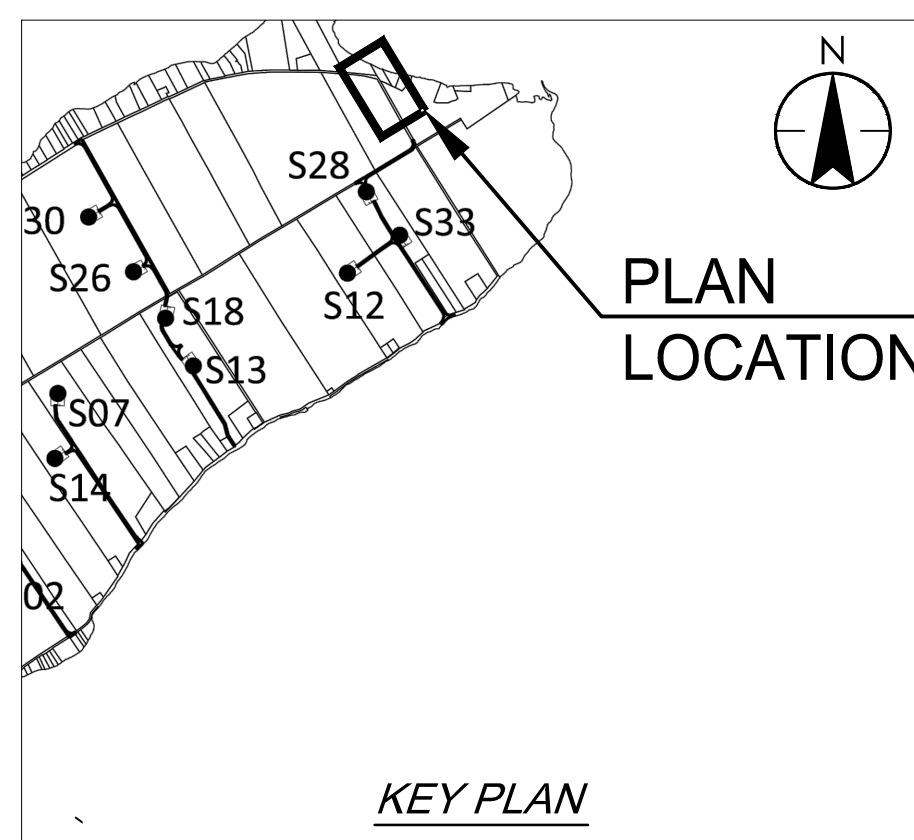 N
S28
30
S33
S26
PLAN
S12
S18
LOCATION
S13
S07
S14
02
KEY PLAN